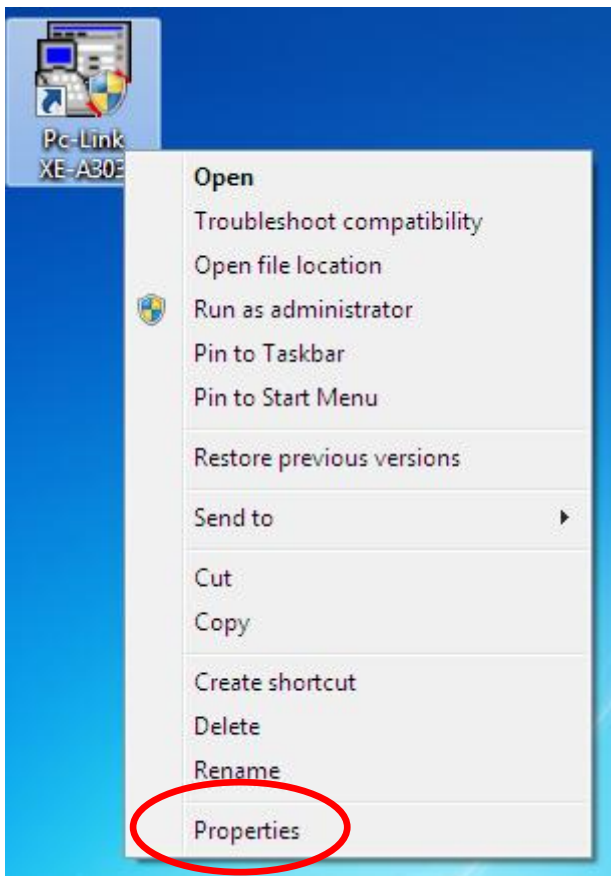 Pc-Link
XE-A303
Open
Troubleshoot compatibility
Open file location
Run as administrator
Pin to Taskbar
Pin to Start Menu
Restore previous versions
Send to
Cut
Copy
Create shortcut
Delete
Rename
Properties